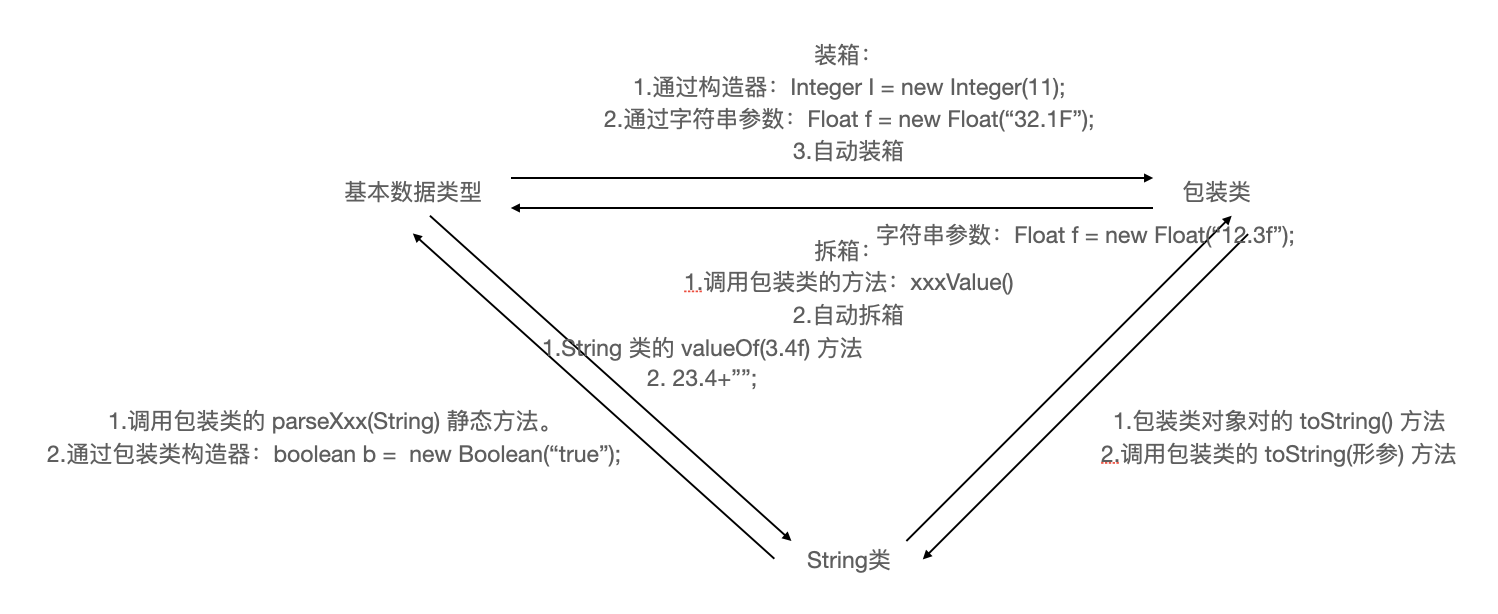 装箱：
1.通过构造器：Integer I = new Integer(11);
2.通过字符串参数：Float f = new Float(“32.1F”);
3.自动装箱
基本数据类型
包装类
字符串参数：Float f = new Float(“12.3f”);
拆箱：
1.调用包装类的方法：xxxValue()
2.自动拆箱
1.String 类的 valueOf(3.4f) 方法
2. 23.4+””;
1.调用包装类的 parseXxx(String) 静态方法。
2.通过包装类构造器：boolean b =  new Boolean(“true”);
1.包装类对象对的 toString() 方法
2.调用包装类的 toString(形参) 方法
String类